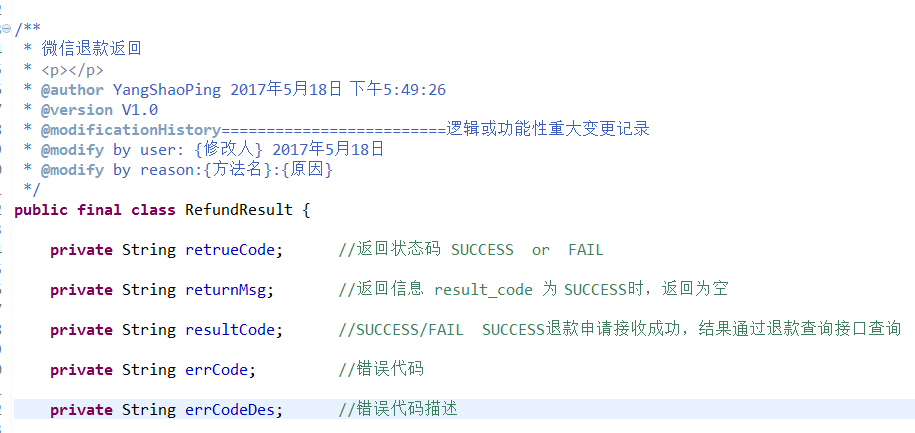 /**
* 微信退款返回
* <p></p>
* @author YangShaoPing 2017年5月18日 下午5:49:26
* @version V1.0
* @modificationHistory=========================逻辑或功能性重大变更记录
* @modify by user: {修改人} 2017年5月18日
* @modify by reason:{方法名}:{原因}
*/
public final class RefundResult {
private String retrueCode; //返回状态码 SUCCESS or FAIL
private String returnMsg; //返回信息 result_code 为 SUCCESS时，返回为空
private String resultCode; //SUCCESS/FAIL SUCCESS退款申请接收成功，结果通过退款查询接口查询
private String errCode; //错误代码
private String errCodeDes; //错误代码描述